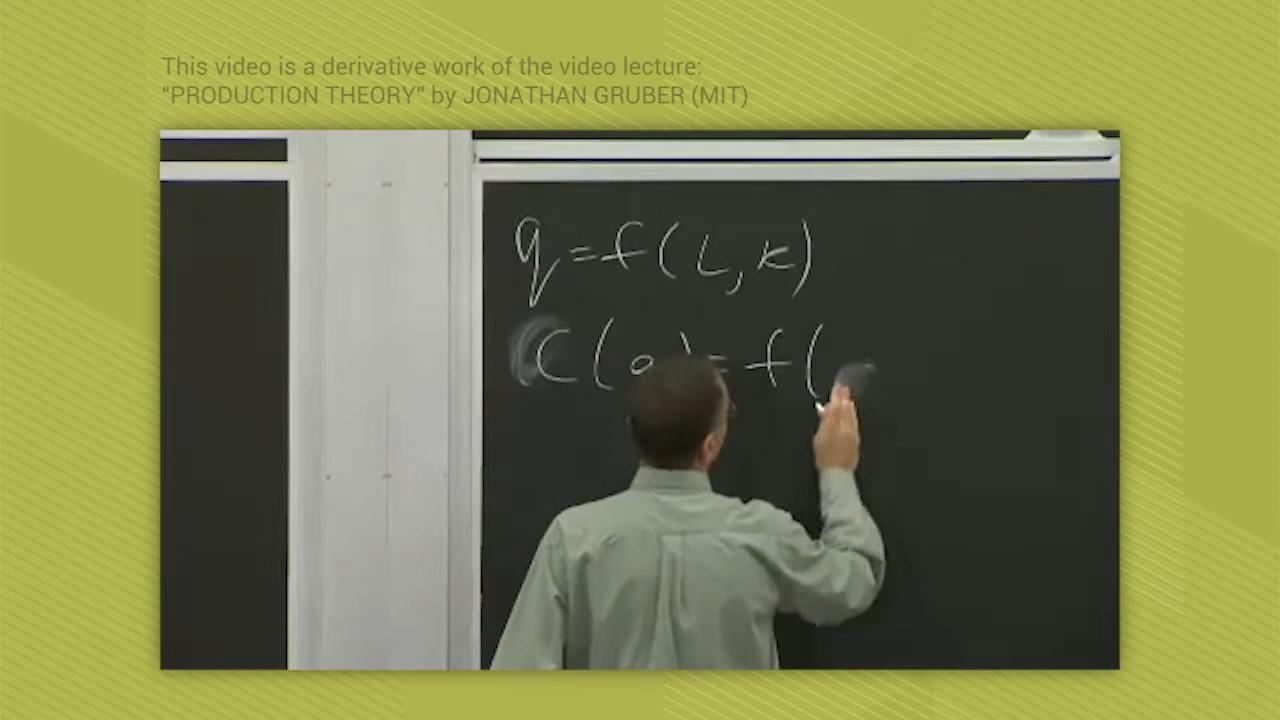 This video is a derivative work of the video lecture:
“PRODUCTION THEORY” by JONATHAN GRUBER (MIT)
q = f(L, K)
C(q) = f(